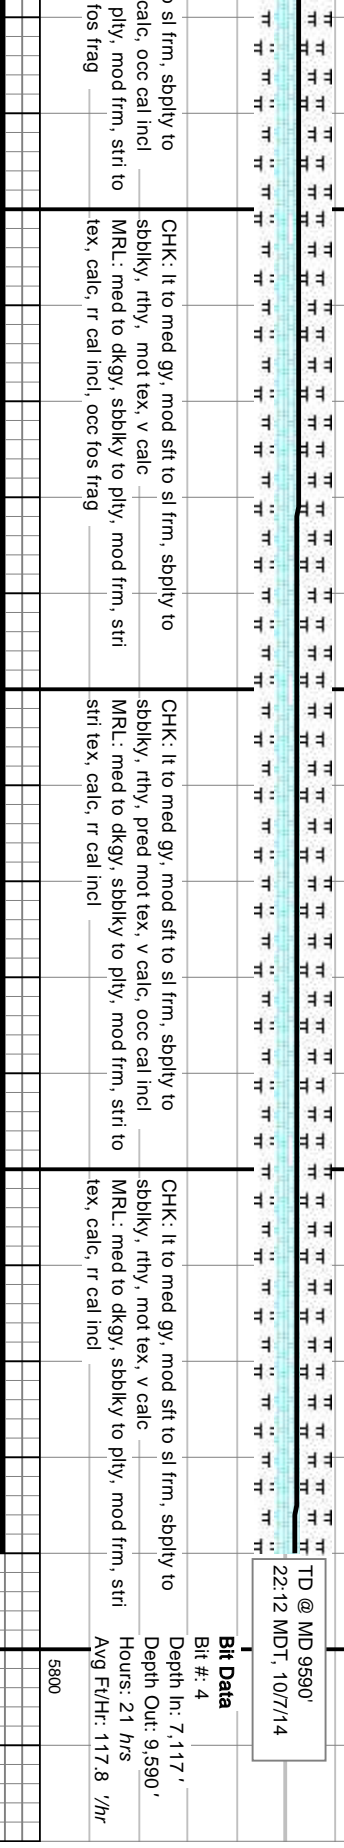 sl frm, sbplty to
calc, occ cal incl
plty, mod frm, stri to
fos frag
CHK: lt to med gy, mod sft to sl frm, sbplty to
sbblky, rthy, mot tex, v calc
MRL: med to dkgy, sbblky to plty, mod frm, stri
tex, calc, rr cal incl, occ fos frag
CHK: lt to med gy, mod sft to sl frm, sbplty to
sbblky, rthy, pred mot tex, v calc, occ cal incl
MRL: med to dkgy, sbblky to plty, mod frm, stri to
stri tex, calc, rr cal incl
CHK: lt to med gy, mod sft to sl frm, sbplty to
sbblky, rthy, mot tex, v calc
MRL: med to dkgy, sbblky to plty, mod frm, stri
tex, calc, rr cal incl
TD @ MD 9590'
22:12 MDT, 10/7/14
Bit Data
Bit #: 4
Depth In: 7,117'
Depth Out: 9,590'
Hours: 21 hrs
Avg Ft/Hr: 117.8 '/hr
5800